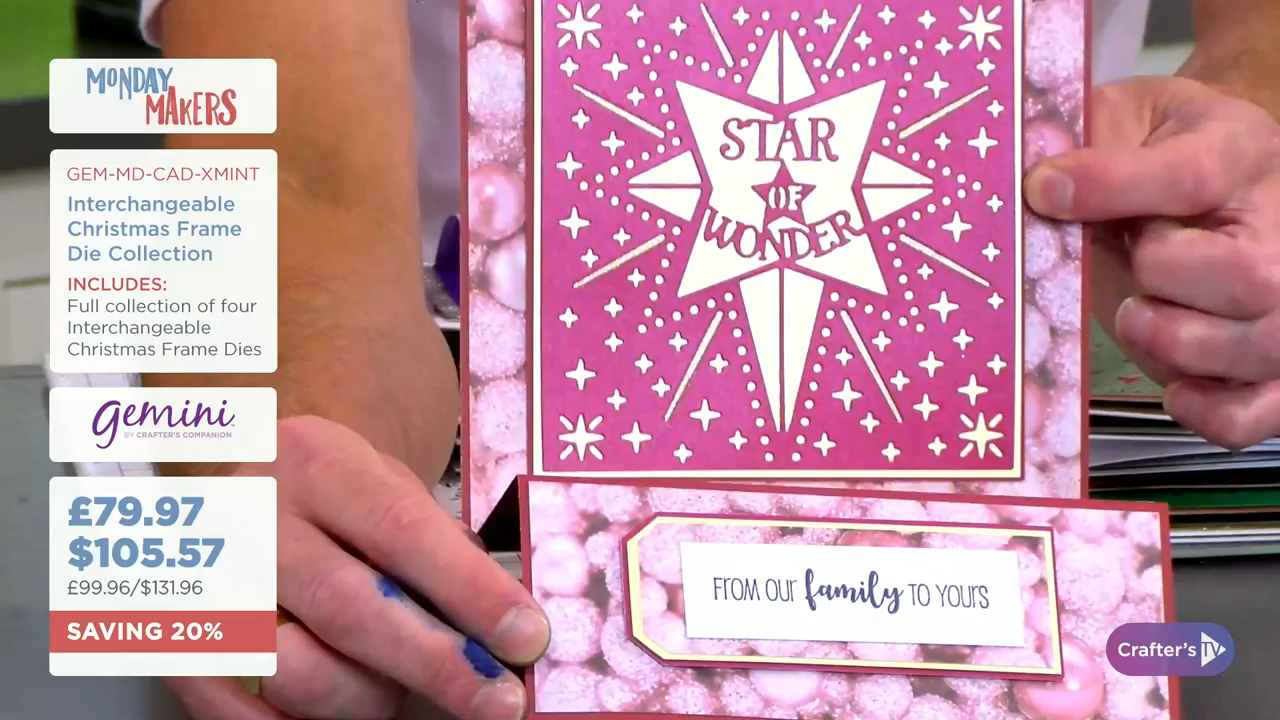 MONDAY
MAKERS
GEM-MD-CAD-XMINT
Interchangeable
Christmas Frame
Die Collection
INCLUDES:
Full collection of four
Interchangeable
Christmas Frame Dies
gemini
BY CRAFTER'S COMPANION
£79.97
$105.57
£99.96/$131.96
SAVING 20%
STAR
OF
WONDER
FROM OUR family TO YOURS
Crafter's TV